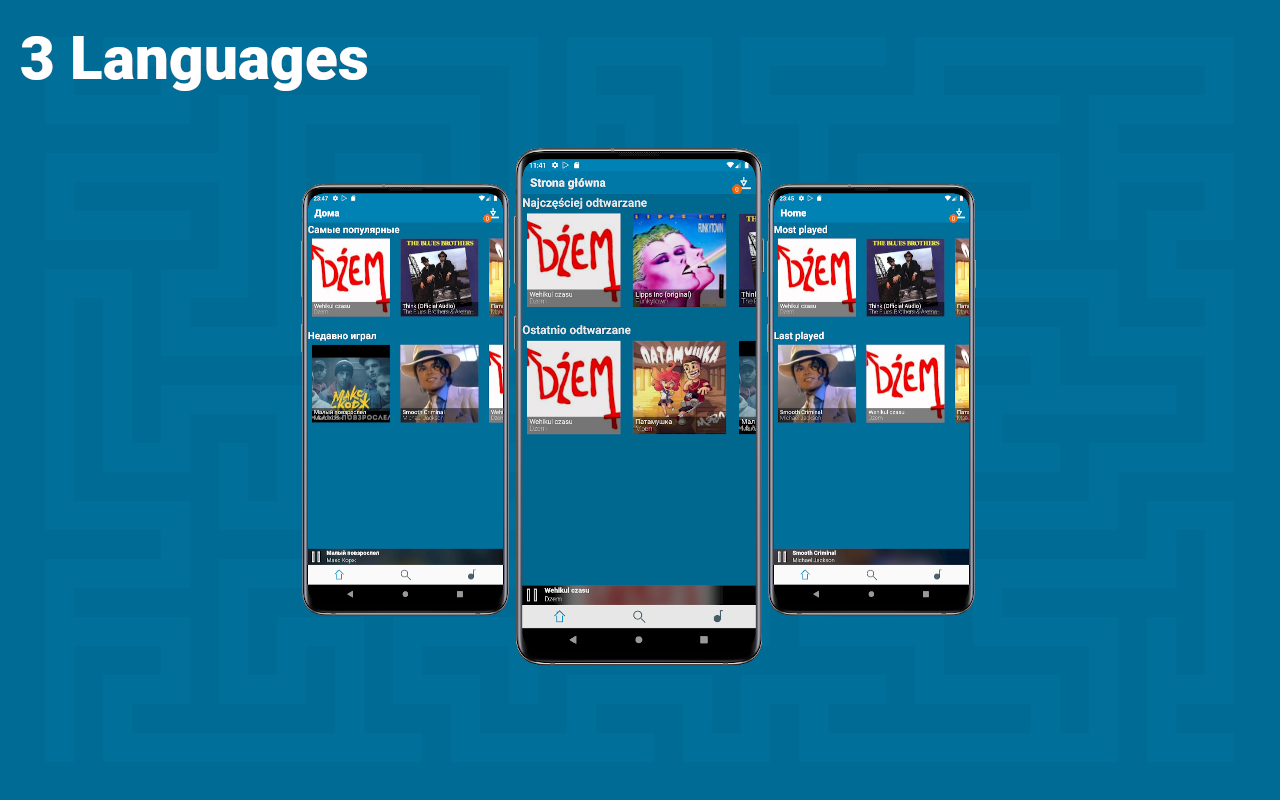 3 Languages
23:47
Дома
0
Самые популярные
DŻEM
Wehikuł czasu
Dżem
THE BLUES BROTHERS
Think (Official Audio)
The Blues Brothers & Aretha
Недавно играл
МАКС КОРЖ
Малый повзрослел
Smooth Criminal
Michael Jackson
Малый повзрослел
Макс Корж
11:41
Strona główna
0
Najczęściej odtwarzane
DŻEM
Wehikuł czasu
Dżem
LIPPS INC
FUNKYTOWN
Lipps Inc (original)
Funkytown
Ostatnio odtwarzane
DŻEM
Wehikuł czasu
Dżem
ПАТАМУШКА
Патамушка
Wehikuł czasu
Dżem
23:45
Home
0
Most played
DŻEM
Wehikuł czasu
Dżem
THE BLUES BROTHERS
Think (Official Audio)
The Blues Brothers & Aretha
Last played
Smooth Criminal
Michael Jackson
DŻEM
Wehikuł czasu
Dżem
Smooth Criminal
Michael Jackson